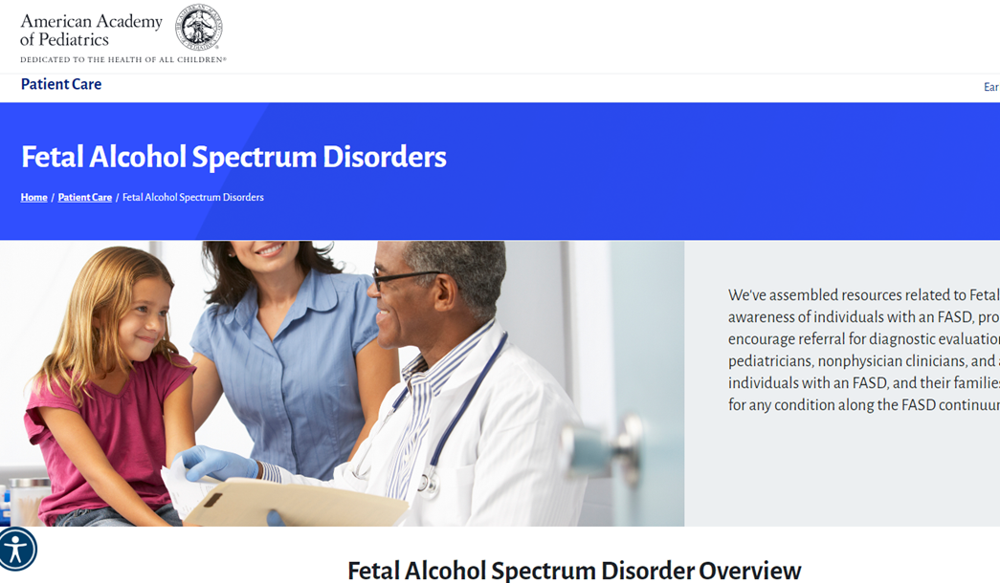 American Academy
of Pediatrics
DEDICATED TO THE HEALTH OF ALL CHILDREN®
Patient Care
Ear
Fetal Alcohol Spectrum Disorders
Home / Patient Care / Fetal Alcohol Spectrum Disorders
We've assembled resources related to Fetal
awareness of individuals with an FASD, pro
encourage referral for diagnostic evaluation
pediatricians, nonphysician clinicians, and
individuals with an FASD, and their families
for any condition along the FASD continuum
Fetal Alcohol Spectrum Disorder Overview